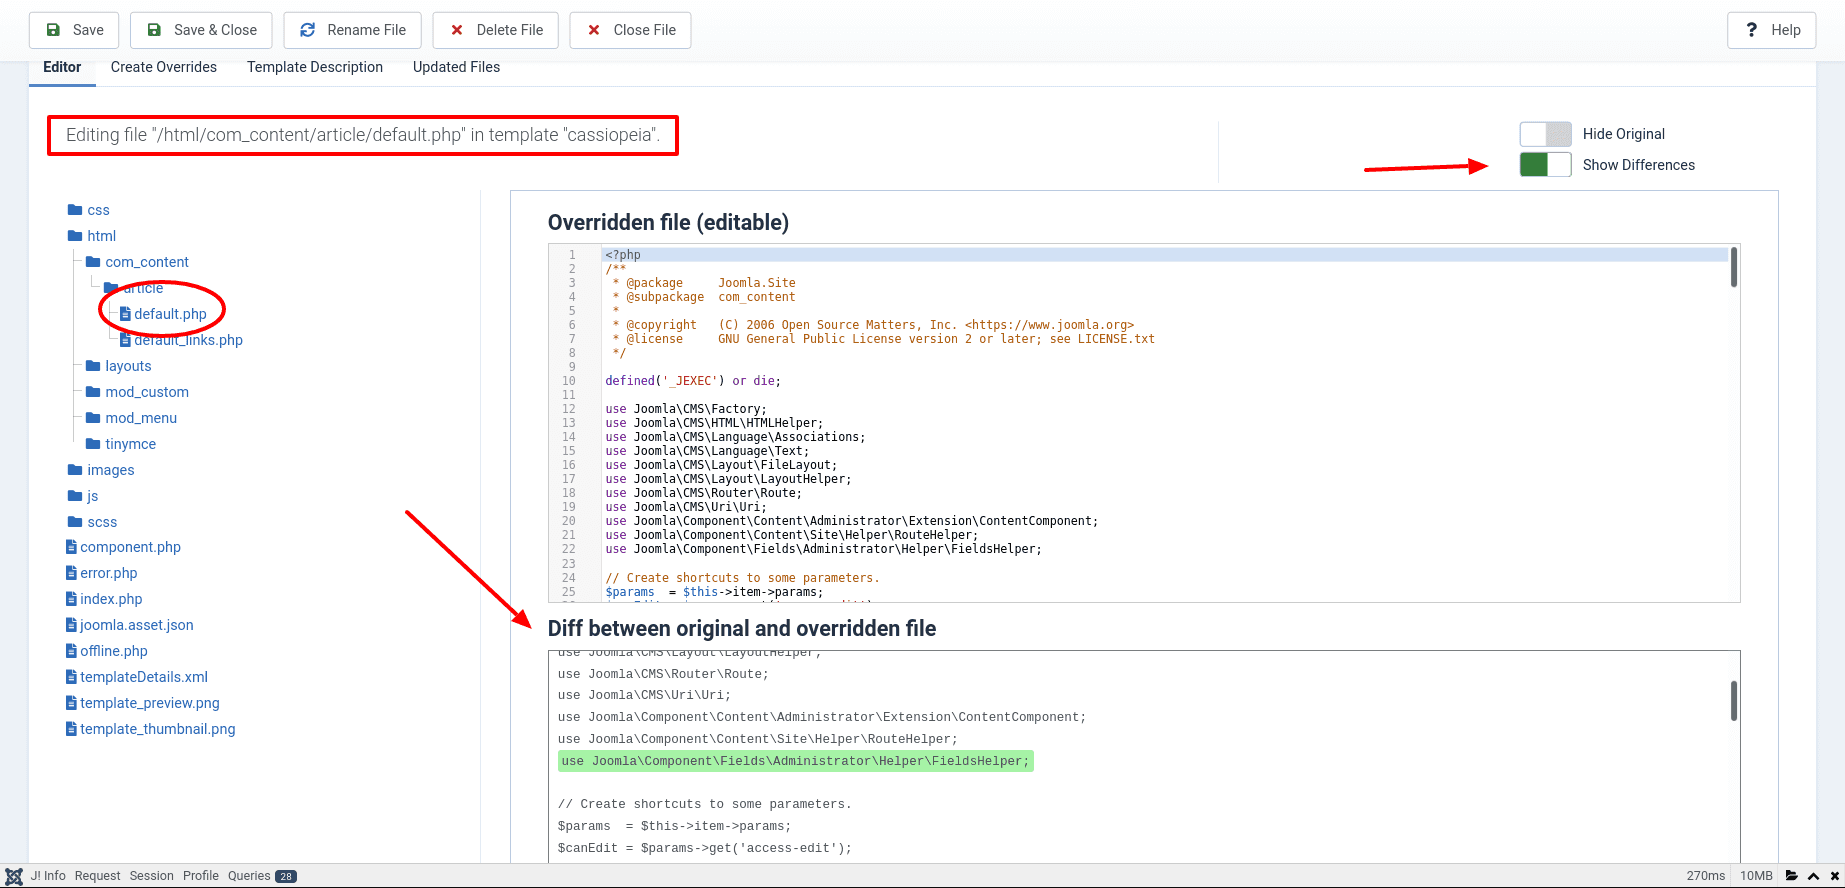 Save
Save & Close
Rename File
Delete File
Close File
? Help
Editor
Create Overrides
Template Description
Updated Files
Editing file "/html/com_content/article/default.php" in template "cassiopeia".
Hide Original
Show Differences
css
html
com_content
article
default.php
default_links.php
layouts
mod_custom
mod_menu
tinymce
images
js
scss
component.php
error.php
index.php
joomla.asset.json
offline.php
templateDetails.xml
template_preview.png
template_thumbnail.png
Overridden file (editable)
1 <?php
2 /**
3  * @package     Joomla.Site
4  * @subpackage  com_content
5  *
6  * @copyright   (C) 2006 Open Source Matters, Inc. <https://www.joomla.org>
7  * @license     GNU General Public License version 2 or later; see LICENSE.txt
8  */
9
10 defined('_JEXEC') or die;
11
12 use Joomla\CMS\Factory;
13 use Joomla\CMS\HTML\HTMLHelper;
14 use Joomla\CMS\Language\Associations;
15 use Joomla\CMS\Language\Text;
16 use Joomla\CMS\Layout\FileLayout;
17 use Joomla\CMS\Layout\LayoutHelper;
18 use Joomla\CMS\Router\Route;
19 use Joomla\CMS\Uri\Uri;
20 use Joomla\Component\Content\Administrator\Extension\ContentComponent;
21 use Joomla\Component\Content\Site\Helper\RouteHelper;
22 use Joomla\Component\Fields\Administrator\Helper\FieldsHelper;
23
24 // Create shortcuts to some parameters.
25 $params  = $this->item->params;
Diff between original and overridden file
use Joomla\CMS\Layout\LayoutHelper;
use Joomla\CMS\Router\Route;
use Joomla\CMS\Uri\Uri;
use Joomla\Component\Content\Administrator\Extension\ContentComponent;
use Joomla\Component\Content\Site\Helper\RouteHelper;
use Joomla\Component\Fields\Administrator\Helper\FieldsHelper;
// Create shortcuts to some parameters.
$params  = $this->item->params;
$canEdit = $params->get('access-edit');
J! Info
Request
Session
Profile
Queries 28
270ms
10MB